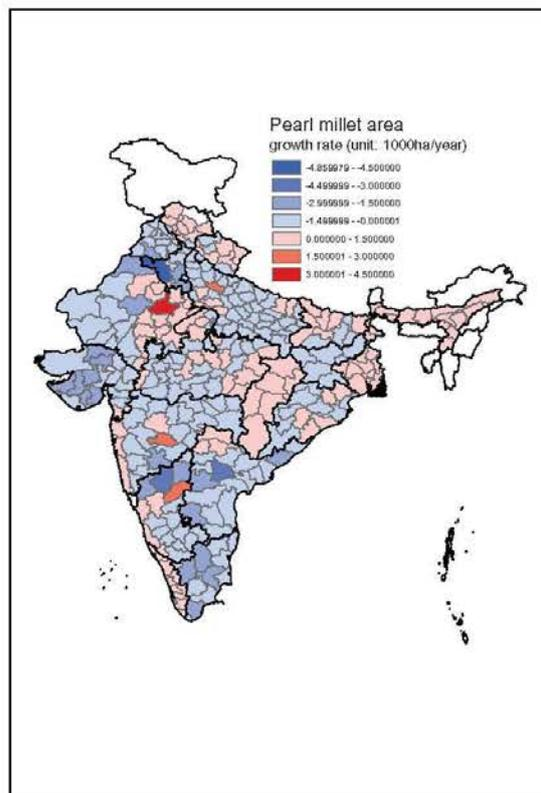 Pearl millet area
growth rate (unit: 1000ha/year)
-4.859979 - -4.500000
-4.499999 - -3.000000
-2.999999 - -1.500000
-1.499999 - -0.000001
0.000000 - 1.500000
1.500001 - 3.000000
3.000001 - 4.500000